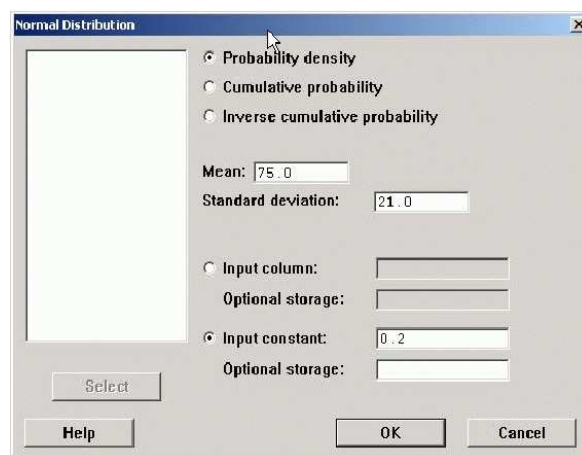 Normal Distribution
Probability density
Cumulative probability
Inverse cumulative probability
Mean: 75.0
Standard deviation: 21.0
Input column:
Optional storage:
Input constant: 0.2
Optional storage:
Select
Help OK Cancel